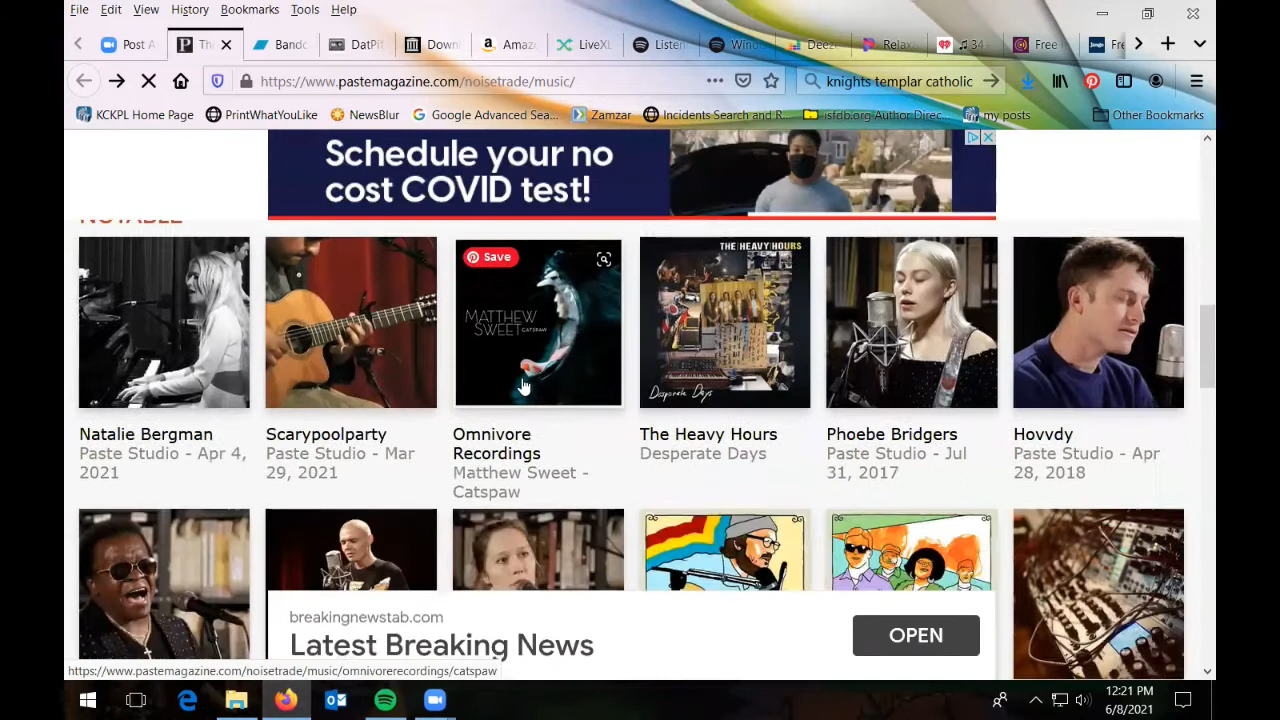 File Edit View History Bookmarks Tools Help
Post A
Th
Bandc
DatPif
Down
Amaz
LiveXL
Listen
Wind
Deeze
Relax
34+
Free
Fre
https://www.pastemagazine.com/noisetrade/music/
knights templar catholic
KCKPL Home Page
PrintWhatYouLike
NewsBlur
Google Advanced Sea...
Zamzar
Incidents Search and R...
isfdb.org Author Direc...
my posts
Other Bookmarks
Schedule your no
cost COVID test!
NOTABLE
Save
MATTHEW
SWEET CATSPAW
THE HEAVY HOURS
Desperate Days
Natalie Bergman
Paste Studio - Apr 4,
2021
Scarypoolparty
Paste Studio - Mar
29, 2021
Omnivore
Recordings
Matthew Sweet -
Catspaw
The Heavy Hours
Desperate Days
Phoebe Bridgers
Paste Studio - Jul
31, 2017
Hovvdy
Paste Studio - Apr
28, 2018
breakingnewstab.com
Latest Breaking News
OPEN
https://www.pastemagazine.com/noisetrade/music/omnivorerecordings/catspaw
12:21 PM
6/8/2021